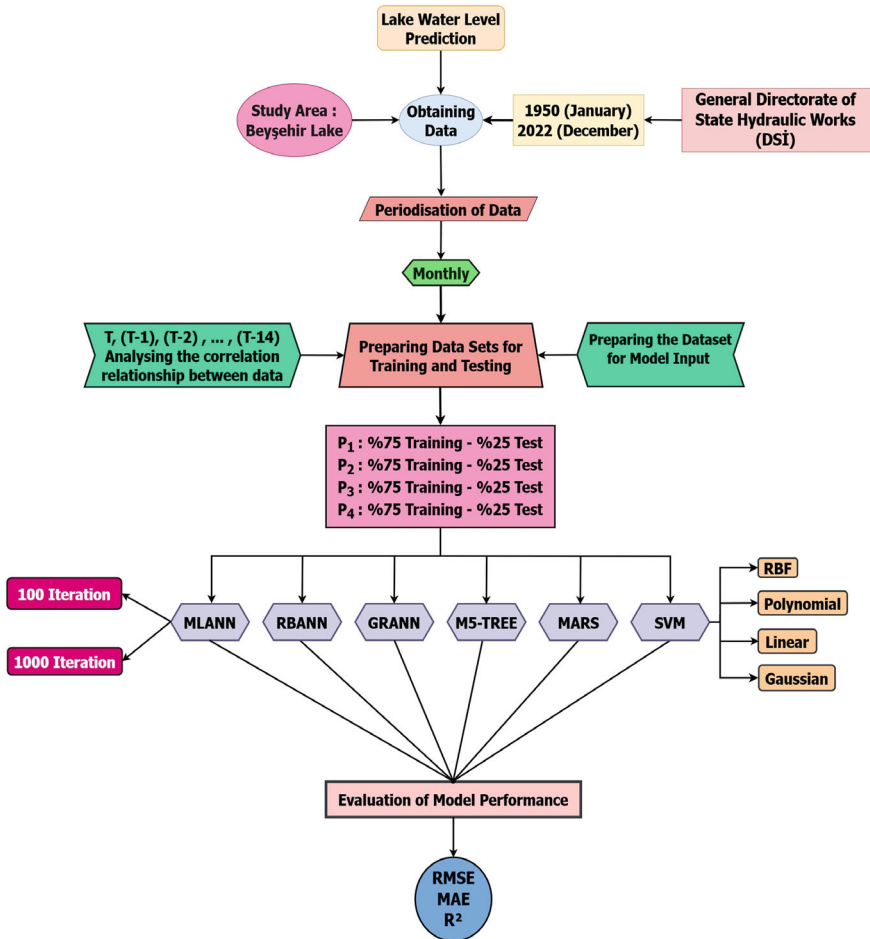 Lake Water Level
Prediction
Study Area :
Beyşehir Lake
Obtaining
Data
1950 (January)
2022 (December)
General Directorate of
State Hydraulic Works
(DSİ)
Periodisation of Data
Monthly
T, (T-1), (T-2) , ... , (T-14)
Analysing the correlation
relationship between data
Preparing Data Sets for
Training and Testing
Preparing the Dataset
for Model Input
P₁ : %75 Training - %25 Test
P₂ : %75 Training - %25 Test
P₃ : %75 Training - %25 Test
P₄ : %75 Training - %25 Test
100 Iteration
1000 Iteration
MLANN
RBANN
GRANN
M5-TREE
MARS
SVM
RBF
Polynomial
Linear
Gaussian
Evaluation of Model Performance
RMSE
MAE
R²